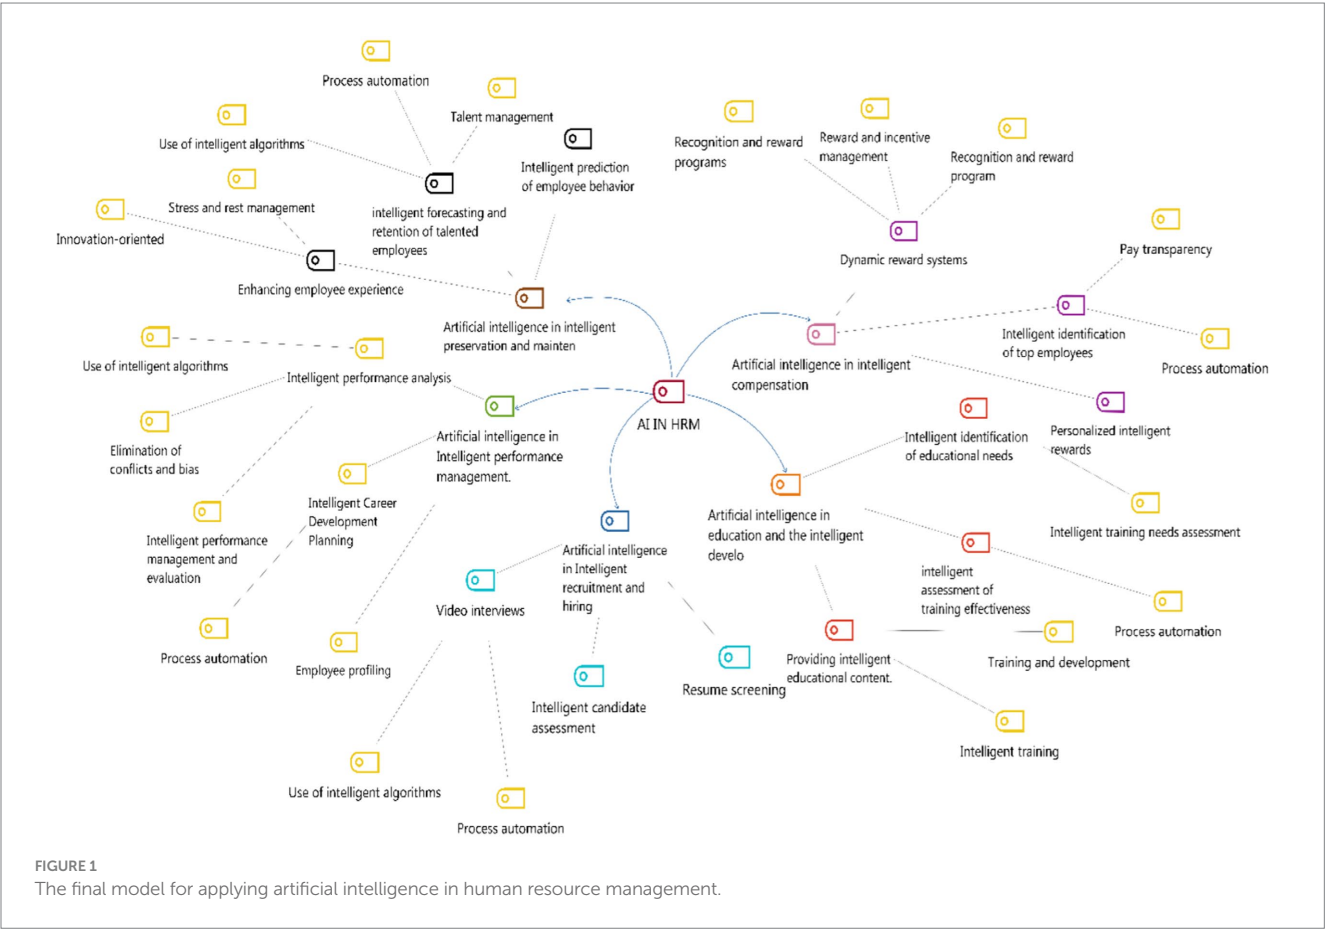 Process automation
Talent management
Use of intelligent algorithms
Intelligent prediction
of employee behavior
Stress and rest management
intelligent forecasting and
retention of talented
employees
Innovation-oriented
Enhancing employee experience
Artificial intelligence in intelligent
preservation and mainten
Recognition and reward
programs
Reward and incentive
management
Recognition and reward
program
Dynamic reward systems
Pay transparency
Intelligent identification
of top employees
Process automation
Artificial intelligence in intelligent
compensation
Personalized intelligent
rewards
Use of intelligent algorithms
Intelligent performance analysis
Elimination of
conflicts and bias
Artificial intelligence in
Intelligent performance
management.
AI IN HRM
Intelligent identification
of educational needs
Intelligent training needs assessment
Intelligent Career
Development
Planning
Intelligent performance
management and
evaluation
Artificial intelligence in
education and the intelligent
develo
Artificial intelligence
in Intelligent
recruitment and
hiring
intelligent
assessment of
training effectiveness
Process automation
Video interviews
Process automation
Employee profiling
Providing intelligent
educational content.
Training and development
Resume screening
Intelligent candidate
assessment
Intelligent training
Use of intelligent algorithms
Process automation
FIGURE 1
The final model for applying artificial intelligence in human resource management.